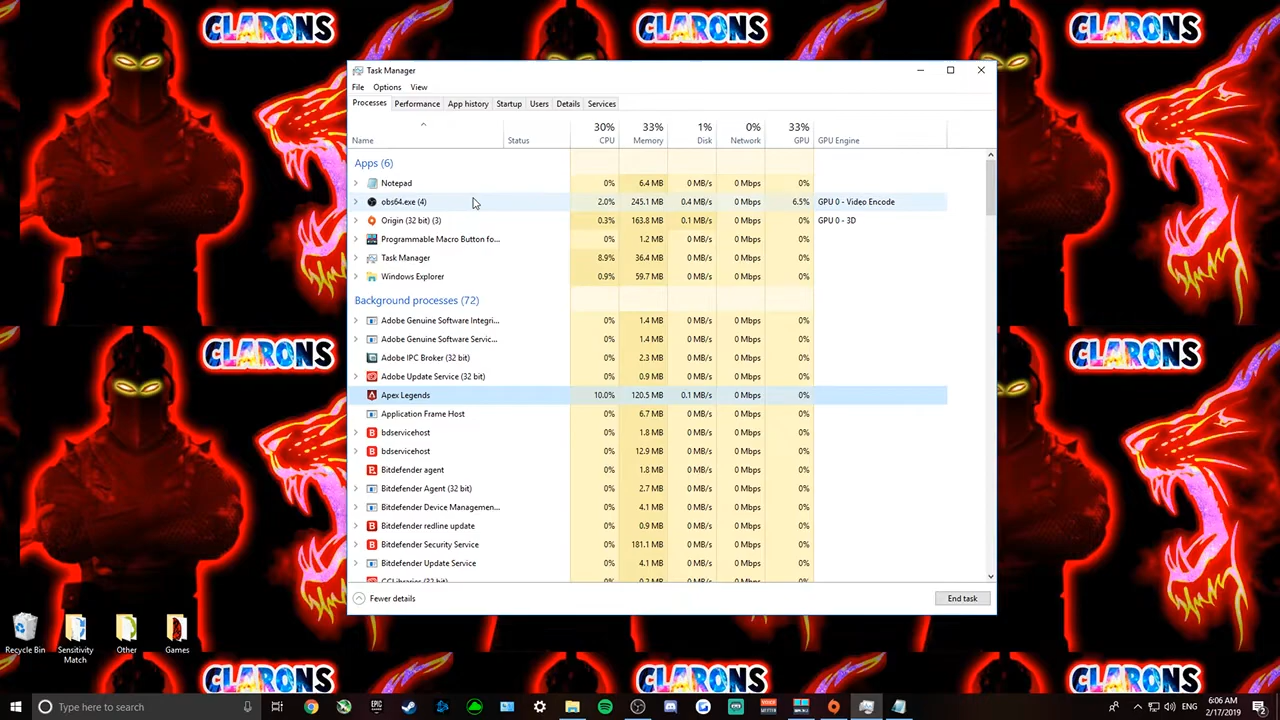 CLARONS
CLARONS
CLARONS
Task Manager
File Options View
Processes Performance App history Startup Users Details Services
30% 33% 1% 0% 33%
Name Status CPU Memory Disk Network GPU GPU Engine
Apps (6)
Notepad 0% 6.4 MB 0 MB/s 0 Mbps 0%
obs64.exe (4) 2.0% 245.1 MB 0.4 MB/s 0 Mbps 6.5% GPU 0 - Video Encode
Origin (32 bit) (3) 0.3% 163.8 MB 0.1 MB/s 0 Mbps 0% GPU 0 - 3D
Programmable Macro Button fo... 0% 1.2 MB 0 MB/s 0 Mbps 0%
Task Manager 8.9% 36.4 MB 0 MB/s 0 Mbps 0%
Windows Explorer 0.9% 59.7 MB 0 MB/s 0 Mbps 0%
Background processes (72)
Adobe Genuine Software Integri... 0% 1.4 MB 0 MB/s 0 Mbps 0%
Adobe Genuine Software Servic... 0% 1.4 MB 0 MB/s 0 Mbps 0%
CLARONS CLARONS
Adobe IPC Broker (32 bit) 0% 2.3 MB 0 MB/s 0 Mbps 0%
Adobe Update Service (32 bit) 0% 0.9 MB 0 MB/s 0 Mbps 0%
Apex Legends 10.0% 120.5 MB 0.1 MB/s 0 Mbps 0%
Application Frame Host 0% 6.7 MB 0 MB/s 0 Mbps 0%
bdservicehost 0% 1.8 MB 0 MB/s 0 Mbps 0%
bdservicehost 0% 12.9 MB 0 MB/s 0 Mbps 0%
Bitdefender agent 0% 1.8 MB 0 MB/s 0 Mbps 0%
Bitdefender Agent (32 bit) 0% 2.7 MB 0 MB/s 0 Mbps 0%
Bitdefender Device Managemen... 0% 4.1 MB 0 MB/s 0 Mbps 0%
Bitdefender redline update 0% 0.9 MB 0 MB/s 0 Mbps 0%
Bitdefender Security Service 0% 181.1 MB 0 MB/s 0 Mbps 0%
Bitdefender Update Service 0% 4.1 MB 0 MB/s 0 Mbps 0%
CCLibraries (32 bit) 0% 0.2 MB 0 MB/s 0 Mbps 0%
Fewer details End task
Recycle Bin
Sensitivity
Match
Other
Games
CLARONS CLARONS CLARONS
Type here to search
EPIC
ENG
6:06 AM
2/17/2019
2